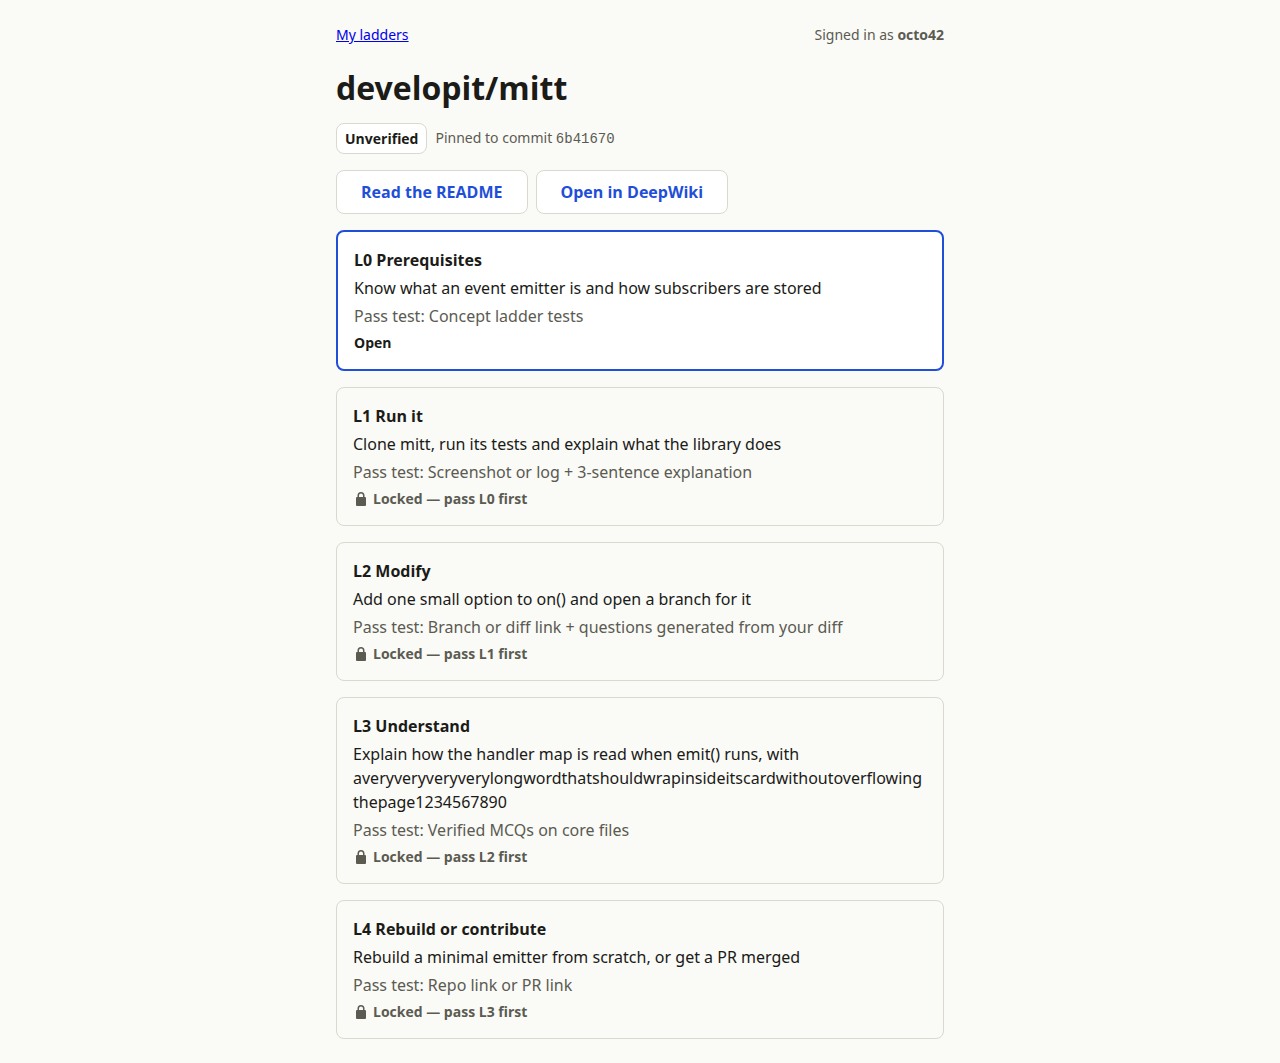 My ladders
Signed in as octo42
developit/mitt
Unverified
Pinned to commit 6b41670
Read the README
Open in DeepWiki
L0 Prerequisites
Know what an event emitter is and how subscribers are stored
Pass test: Concept ladder tests
Open
L1 Run it
Clone mitt, run its tests and explain what the library does
Pass test: Screenshot or log + 3-sentence explanation
Locked — pass L0 first
L2 Modify
Add one small option to on() and open a branch for it
Pass test: Branch or diff link + questions generated from your diff
Locked — pass L1 first
L3 Understand
Explain how the handler map is read when emit() runs, with
averyveryveryverylongwordthatshouldwrapinsideitscardwithoutoverflowing
thepage1234567890
Pass test: Verified MCQs on core files
Locked — pass L2 first
L4 Rebuild or contribute
Rebuild a minimal emitter from scratch, or get a PR merged
Pass test: Repo link or PR link
Locked — pass L3 first